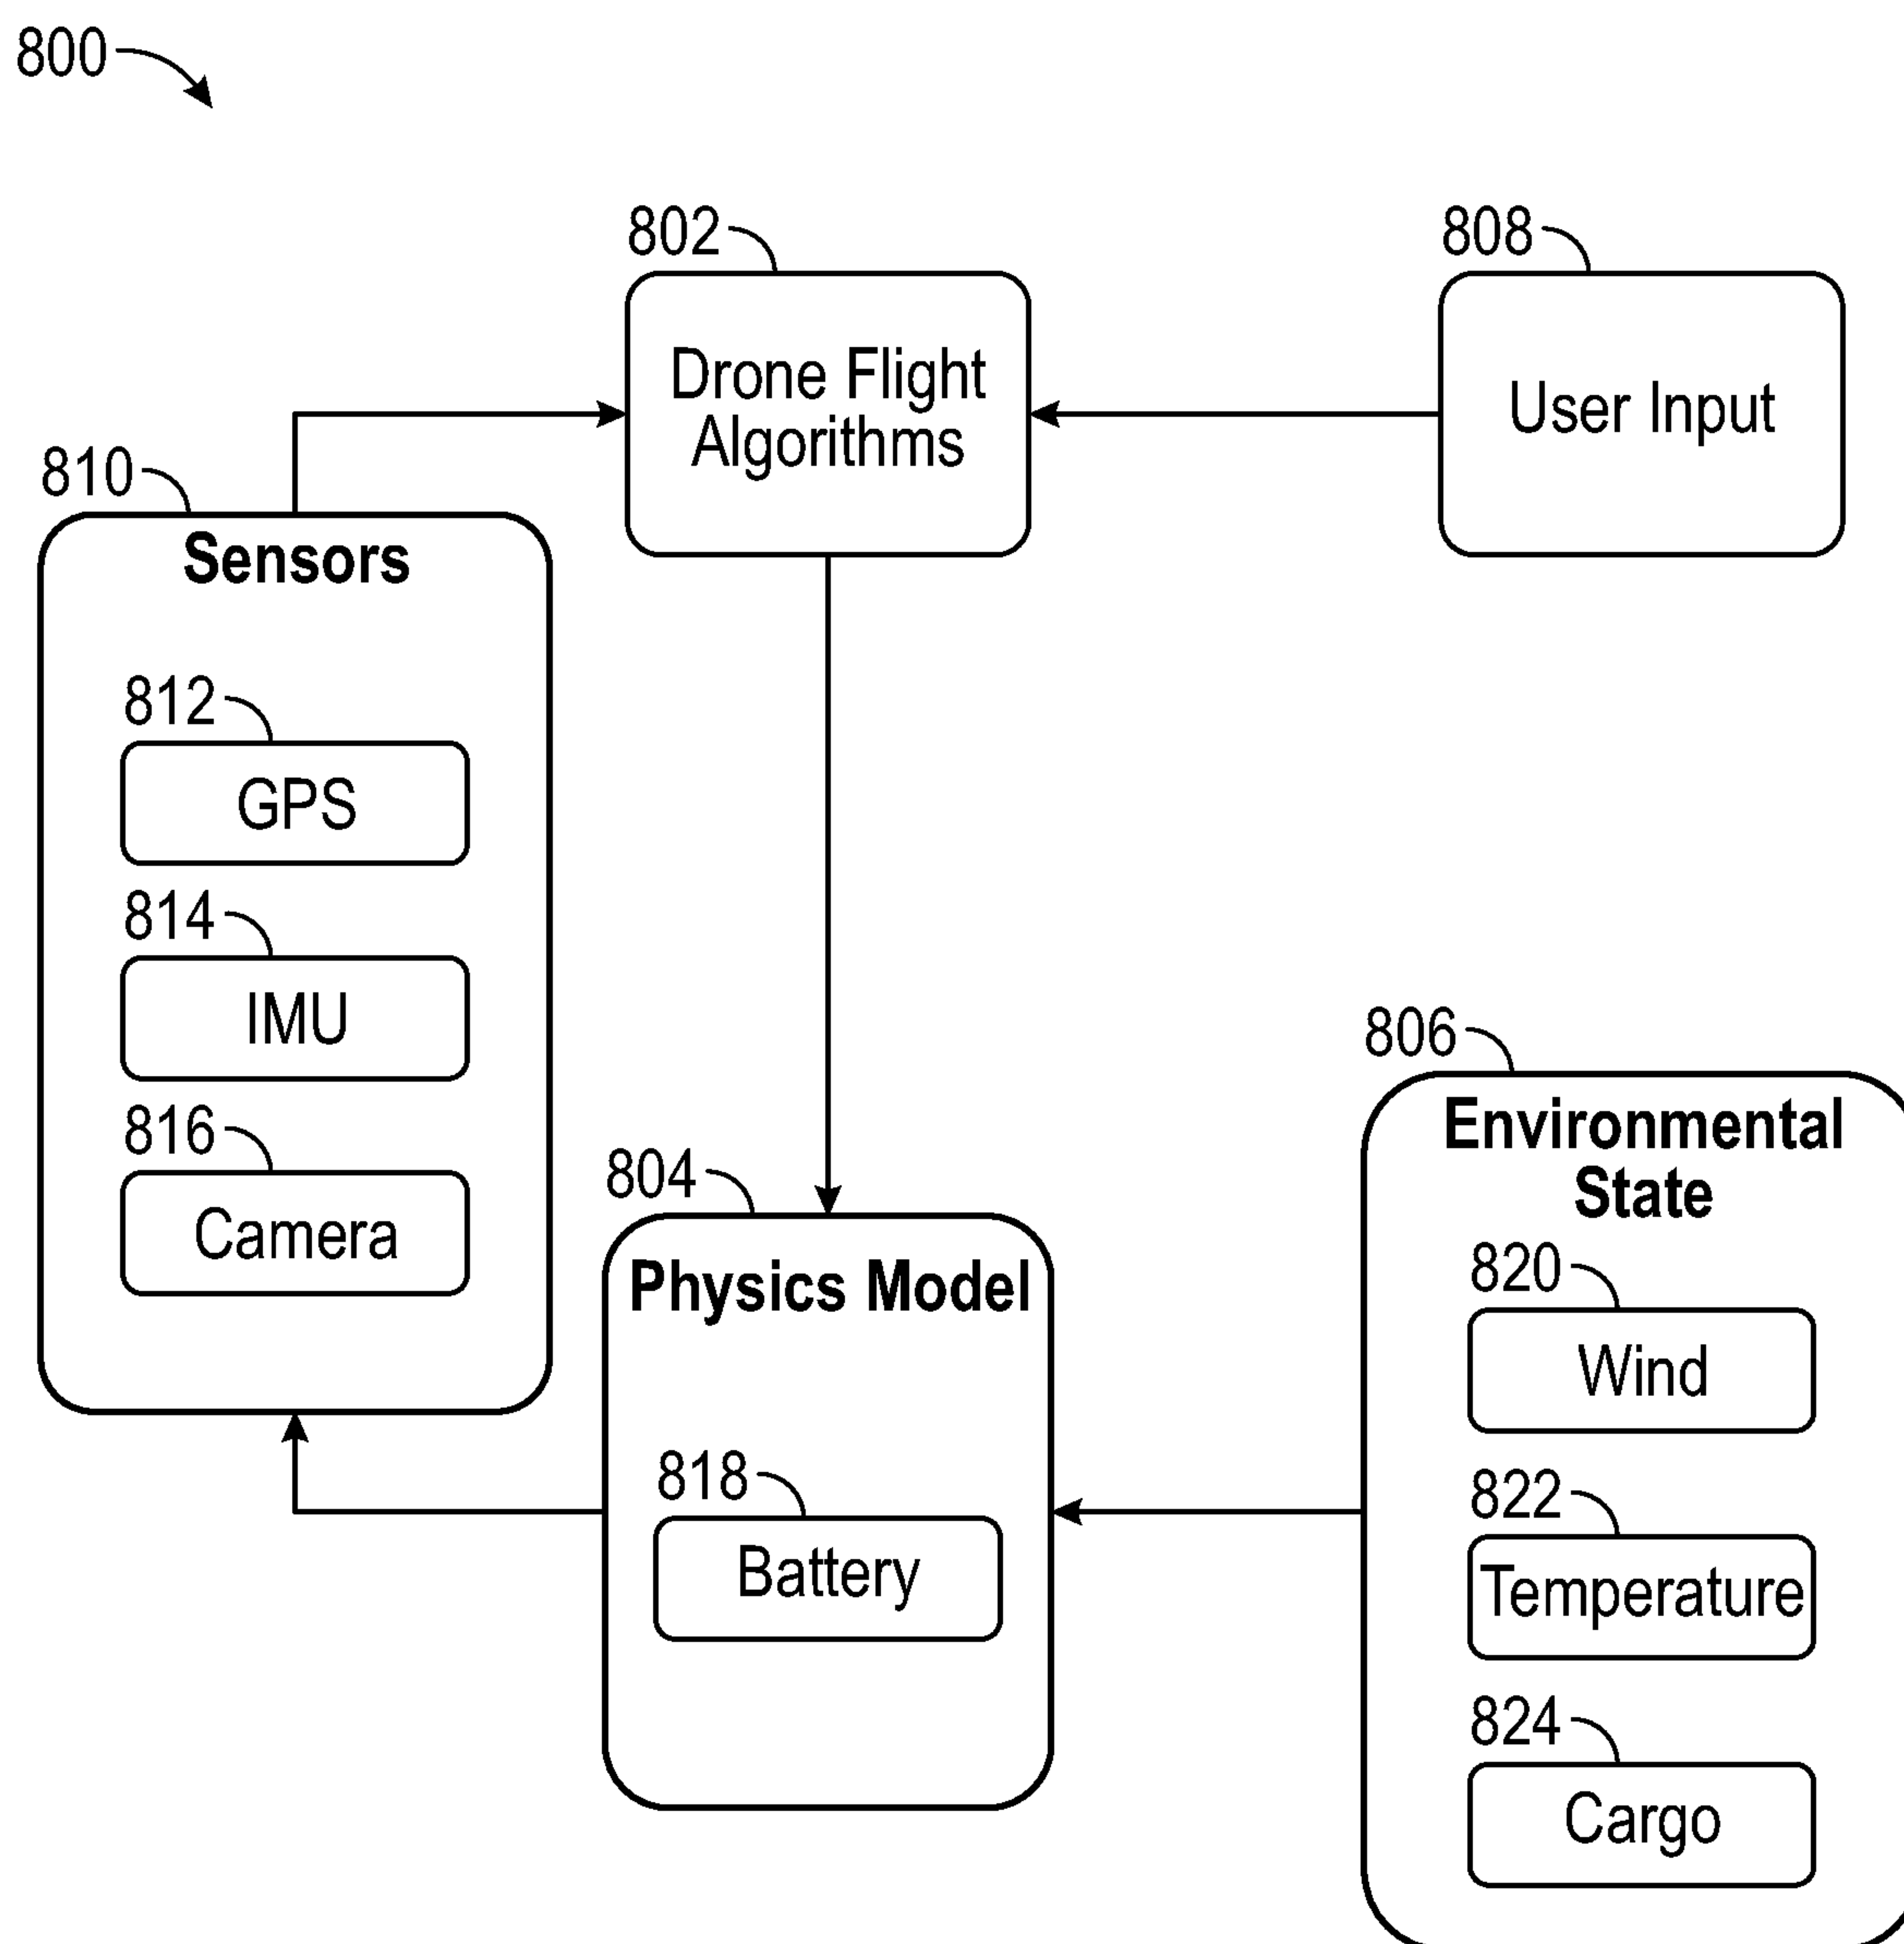 800
802
Drone Flight
Algorithms
808
User Input
810
Sensors
812
GPS
814
IMU
816
Camera
804
Physics Model
818
Battery
806
Environmental
State
820
Wind
822
Temperature
824
Cargo